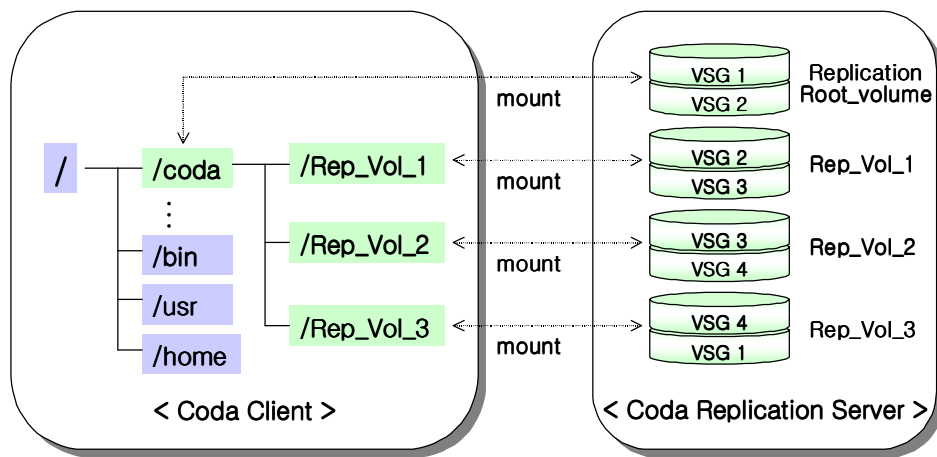 /
/coda
/bin
/usr
/home
/Rep_Vol_1
/Rep_Vol_2
/Rep_Vol_3
< Coda Client >
mount
mount
mount
mount
VSG 1
VSG 2
Replication
Root_volume
VSG 2
VSG 3
Rep_Vol_1
VSG 3
VSG 4
Rep_Vol_2
VSG 4
VSG 1
Rep_Vol_3
< Coda Replication Server >